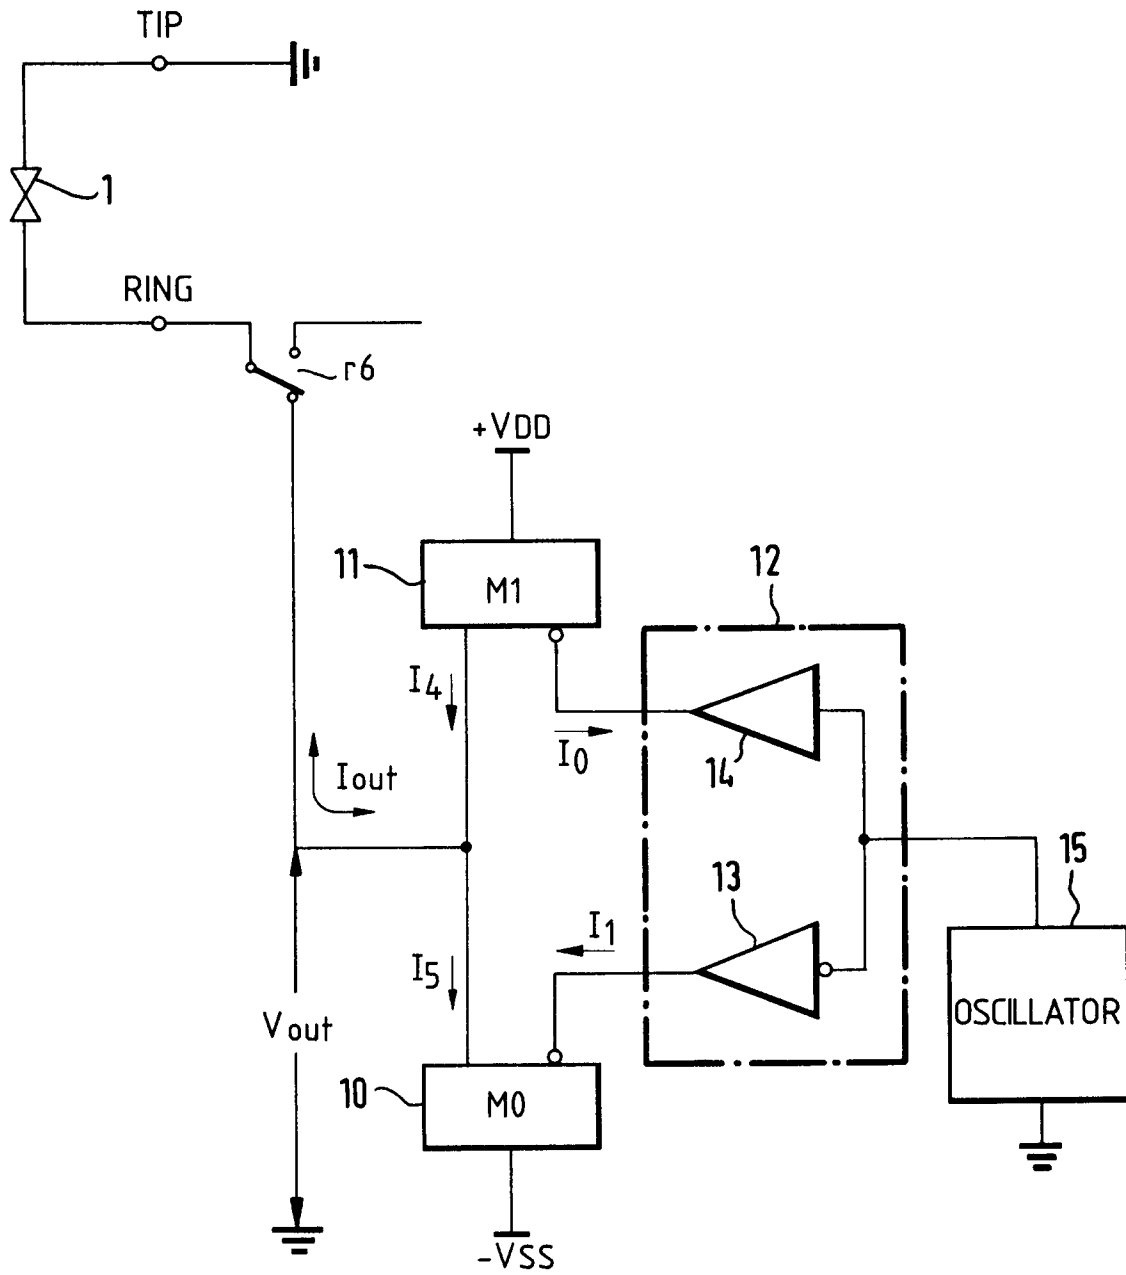 TIP
1
RING
r6
+VDD
11
M1
12
I4
I0
14
Iout
13
15
I1
I5
OSCILLATOR
Vout
10
M0
-VSS